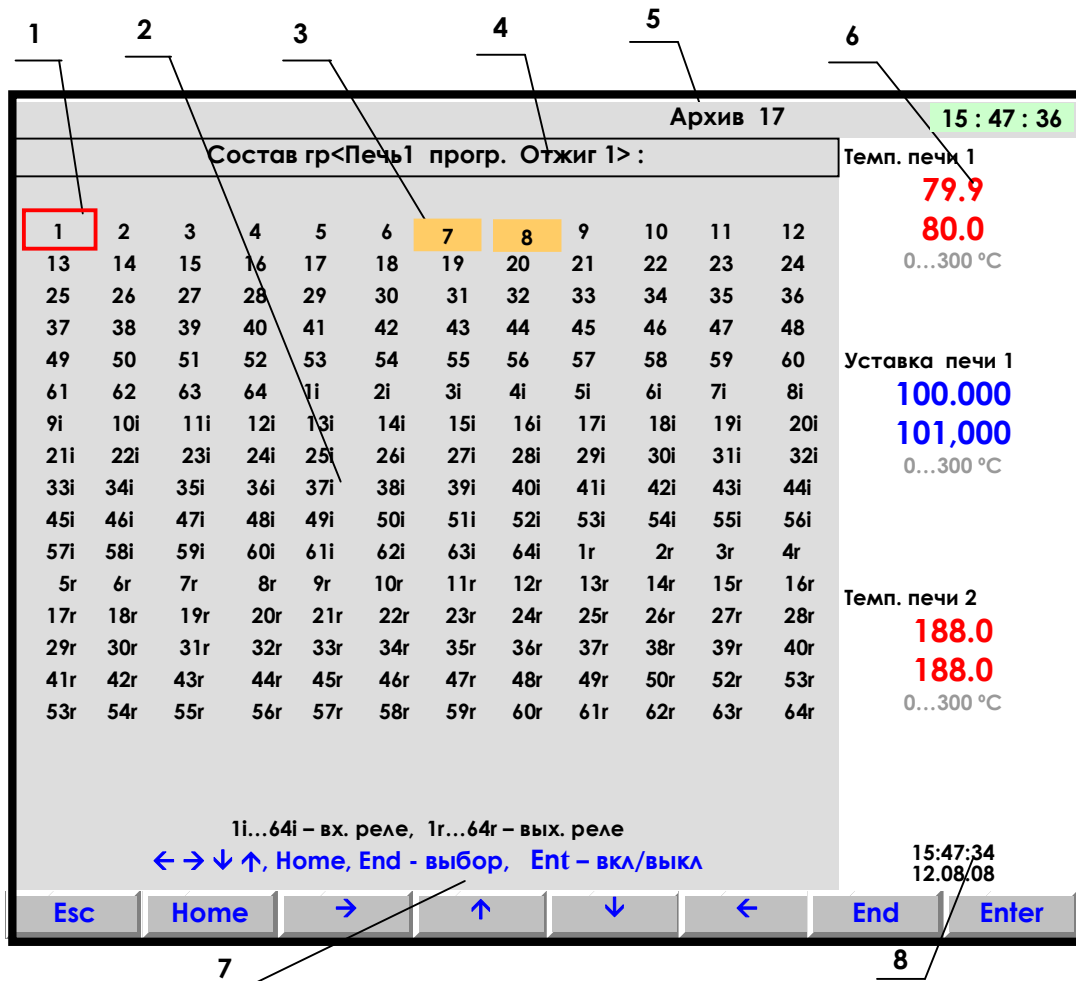 1 2 3 4 5 6
Архив 17 15 : 47 : 36
Состав гр<Печь1 прогр. Отжиг 1> :
1 2 3 4 5 6 7 8 9 10 11 12
13 14 15 16 17 18 19 20 21 22 23 24
25 26 27 28 29 30 31 32 33 34 35 36
37 38 39 40 41 42 43 44 45 46 47 48
49 50 51 52 53 54 55 56 57 58 59 60
61 62 63 64 1i 2i 3i 4i 5i 6i 7i 8i
9i 10i 11i 12i 13i 14i 15i 16i 17i 18i 19i 20i
21i 22i 23i 24i 25i 26i 27i 28i 29i 30i 31i 32i
33i 34i 35i 36i 37i 38i 39i 40i 41i 42i 43i 44i
45i 46i 47i 48i 49i 50i 51i 52i 53i 54i 55i 56i
57i 58i 59i 60i 61i 62i 63i 64i 1r 2r 3r 4r
5r 6r 7r 8r 9r 10r 11r 12r 13r 14r 15r 16r
17r 18r 19r 20r 21r 22r 23r 24r 25r 26r 27r 28r
29r 30r 31r 32r 33r 34r 35r 36r 37r 38r 39r 40r
41r 42r 43r 44r 45r 46r 47r 48r 49r 50r 52r 53r
53r 54r 55r 56r 57r 58r 59r 60r 61r 62r 63r 64r
1i...64i – вх. реле, 1r...64r – вых. реле
← → ↓ ↑, Home, End - выбор, Ent – вкл/выкл
Темп. печи 1
79.9
80.0
0...300 ºC
Уставка печи 1
100.000
101,000
0...300 ºC
Темп. печи 2
188.0
188.0
0...300 ºC
15:47:34
12.08.08
Esc Home → ↑ ↓ ← End Enter
7 8